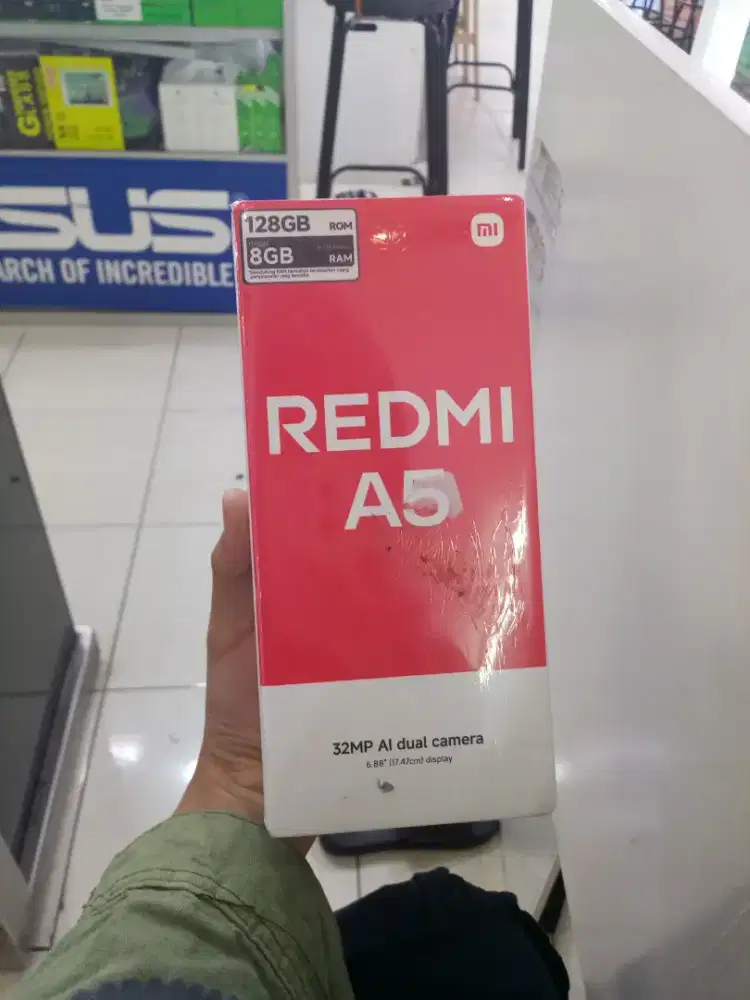 SUS
ARCH OF INCREDIBLE
128GB ROM
8GB RAM
mi
REDMI
A5
32MP AI dual camera
6.88" (17.47cm) display